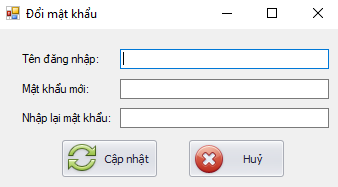 Đổi mật khẩu
Tên đăng nhập:
Mật khẩu mới:
Nhập lại mật khẩu:
Cập nhật
Huỷ